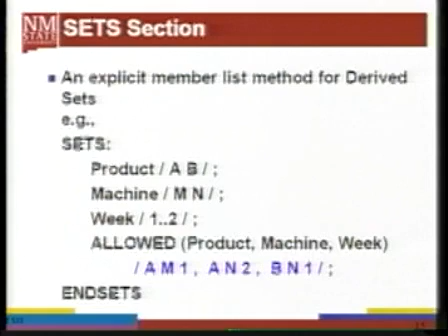 NM
STATE
SETS Section
An explicit member list method for Derived
Sets
e.g.,
SETS:
Product / A B / ;
Machine / M N / ;
Week / 1..2 / ;
ALLOWED (Product, Machine, Week)
/ A M 1 , A N 2 , B N 1 / ;
ENDSETS